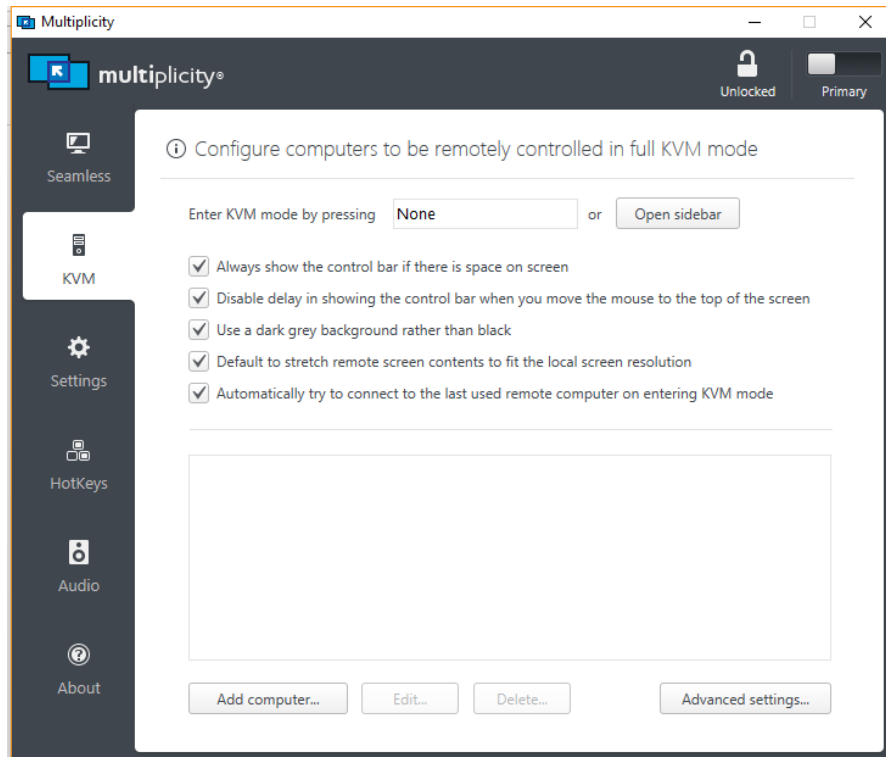 Multiplicity
multiplicity®
Unlocked
Primary
Seamless
KVM
Settings
HotKeys
Audio
About
Configure computers to be remotely controlled in full KVM mode
Enter KVM mode by pressing None or Open sidebar
Always show the control bar if there is space on screen
Disable delay in showing the control bar when you move the mouse to the top of the screen
Use a dark grey background rather than black
Default to stretch remote screen contents to fit the local screen resolution
Automatically try to connect to the last used remote computer on entering KVM mode
Add computer... Edit... Delete... Advanced settings...